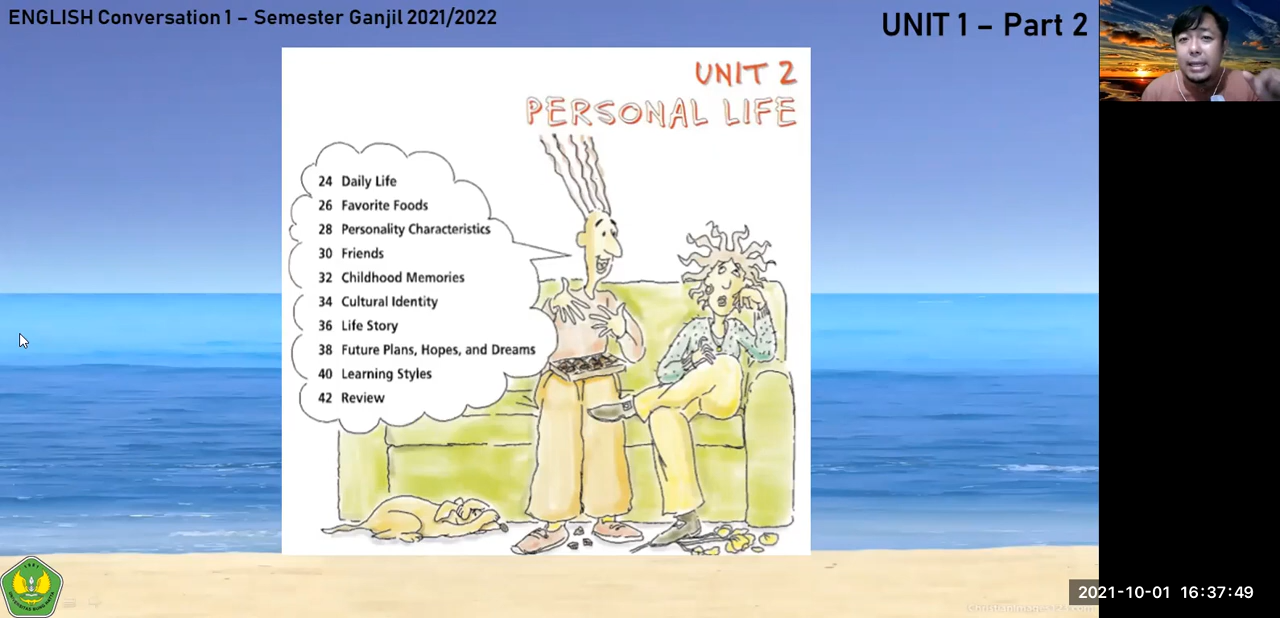 ENGLISH Conversation 1 – Semester Ganjil 2021/2022
UNIT 1 – Part 2
UNIT 2
PERSONAL LIFE
24 Daily Life
26 Favorite Foods
28 Personality Characteristics
30 Friends
32 Childhood Memories
34 Cultural Identity
36 Life Story
38 Future Plans, Hopes, and Dreams
40 Learning Styles
42 Review
2021-10-01 16:37:49